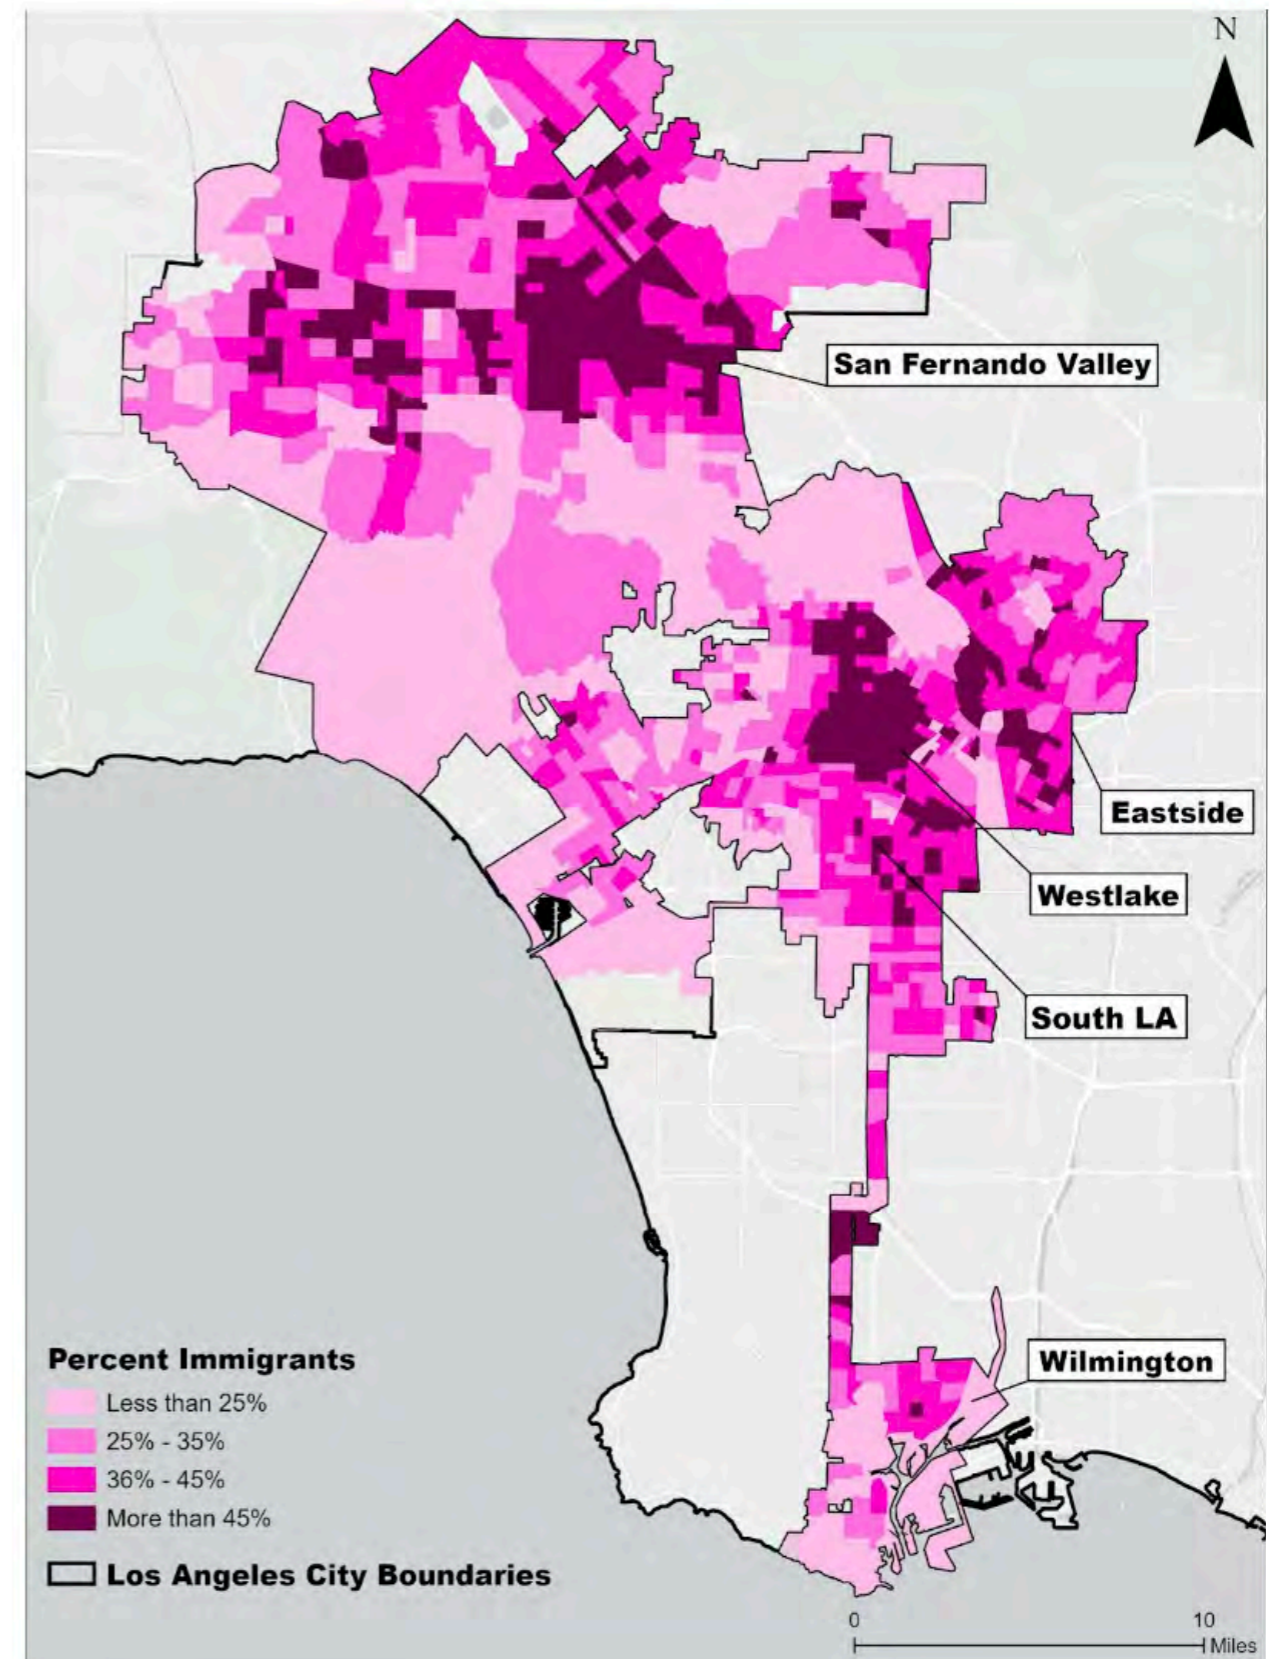 N
San Fernando Valley
Eastside
Westlake
South LA
Wilmington
Percent Immigrants
Less than 25%
25% - 35%
36% - 45%
More than 45%
Los Angeles City Boundaries
0 10
Miles